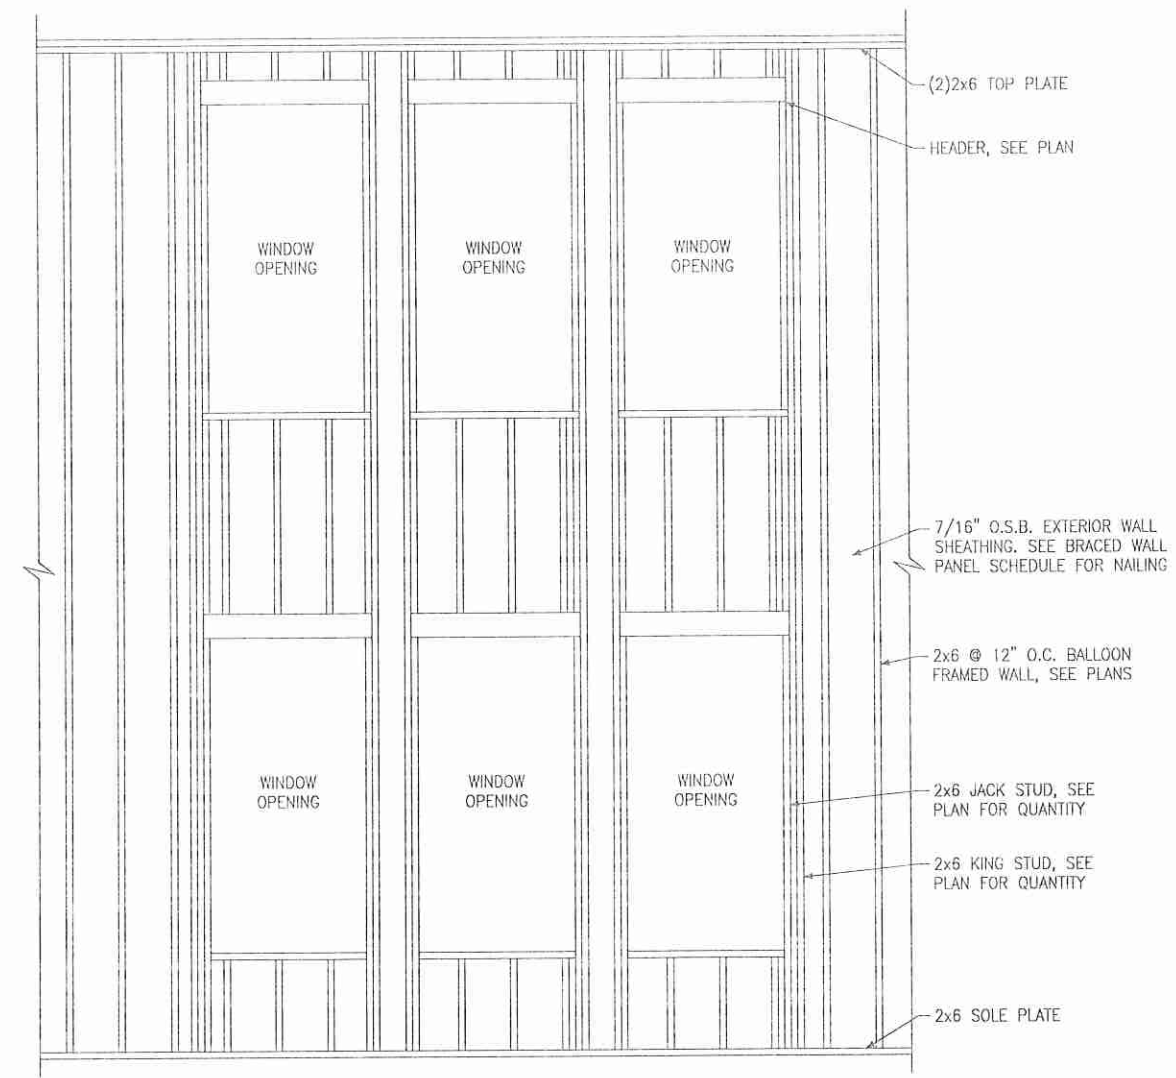 (2)2x6 TOP PLATE
HEADER, SEE PLAN
WINDOW
OPENING
WINDOW
OPENING
WINDOW
OPENING
7/16" O.S.B. EXTERIOR WALL
SHEATHING. SEE BRACED WALL
PANEL SCHEDULE FOR NAILING
2x6 @ 12" O.C. BALLOON
FRAMED WALL, SEE PLANS
WINDOW
OPENING
WINDOW
OPENING
WINDOW
OPENING
2x6 JACK STUD, SEE
PLAN FOR QUANTITY
2x6 KING STUD, SEE
PLAN FOR QUANTITY
2x6 SOLE PLATE